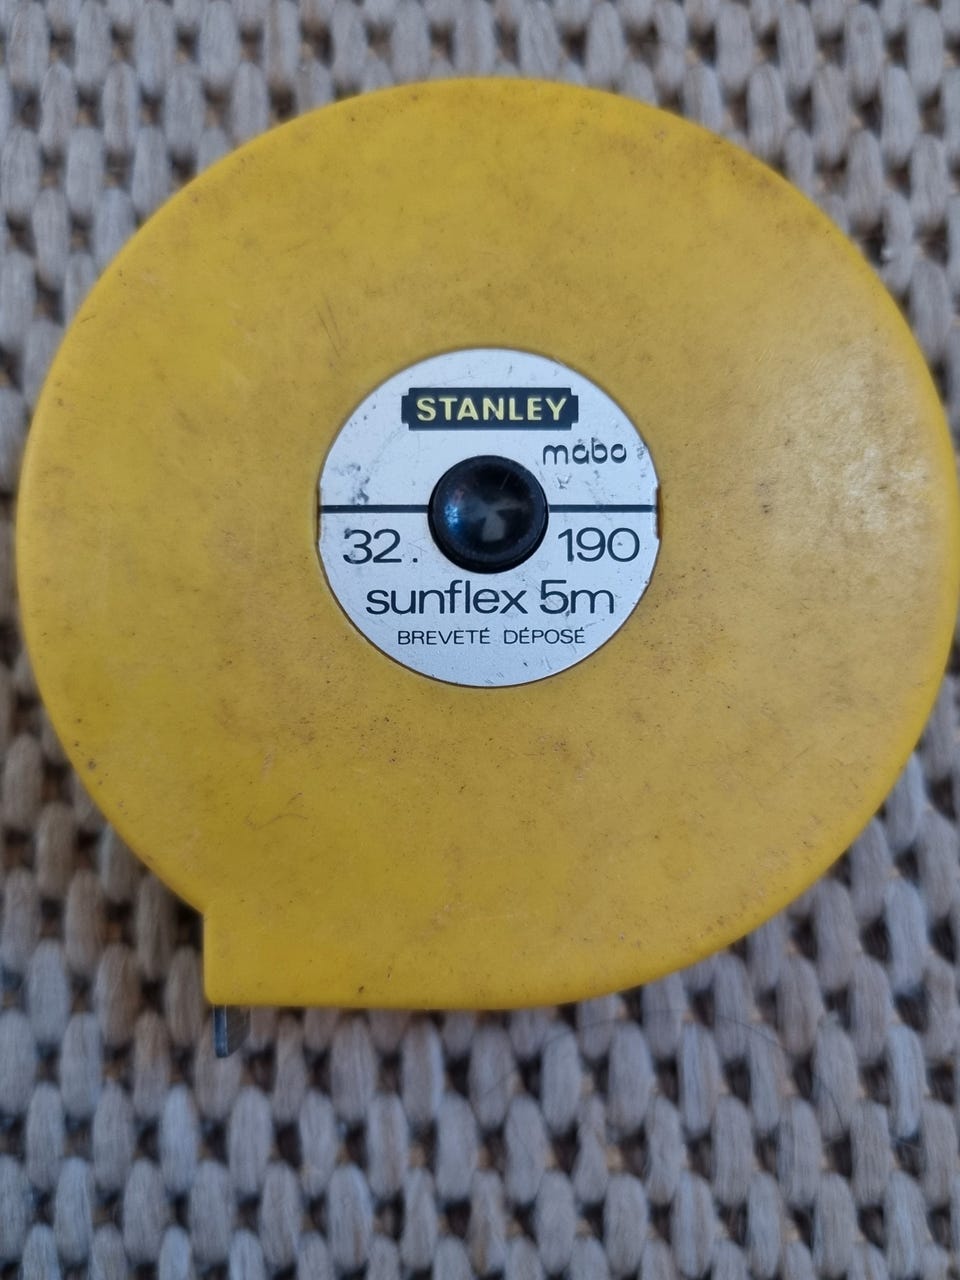 STANLEY
mabo
32. 190
sunflex 5m
BREVETÉ DÉPOSÉ